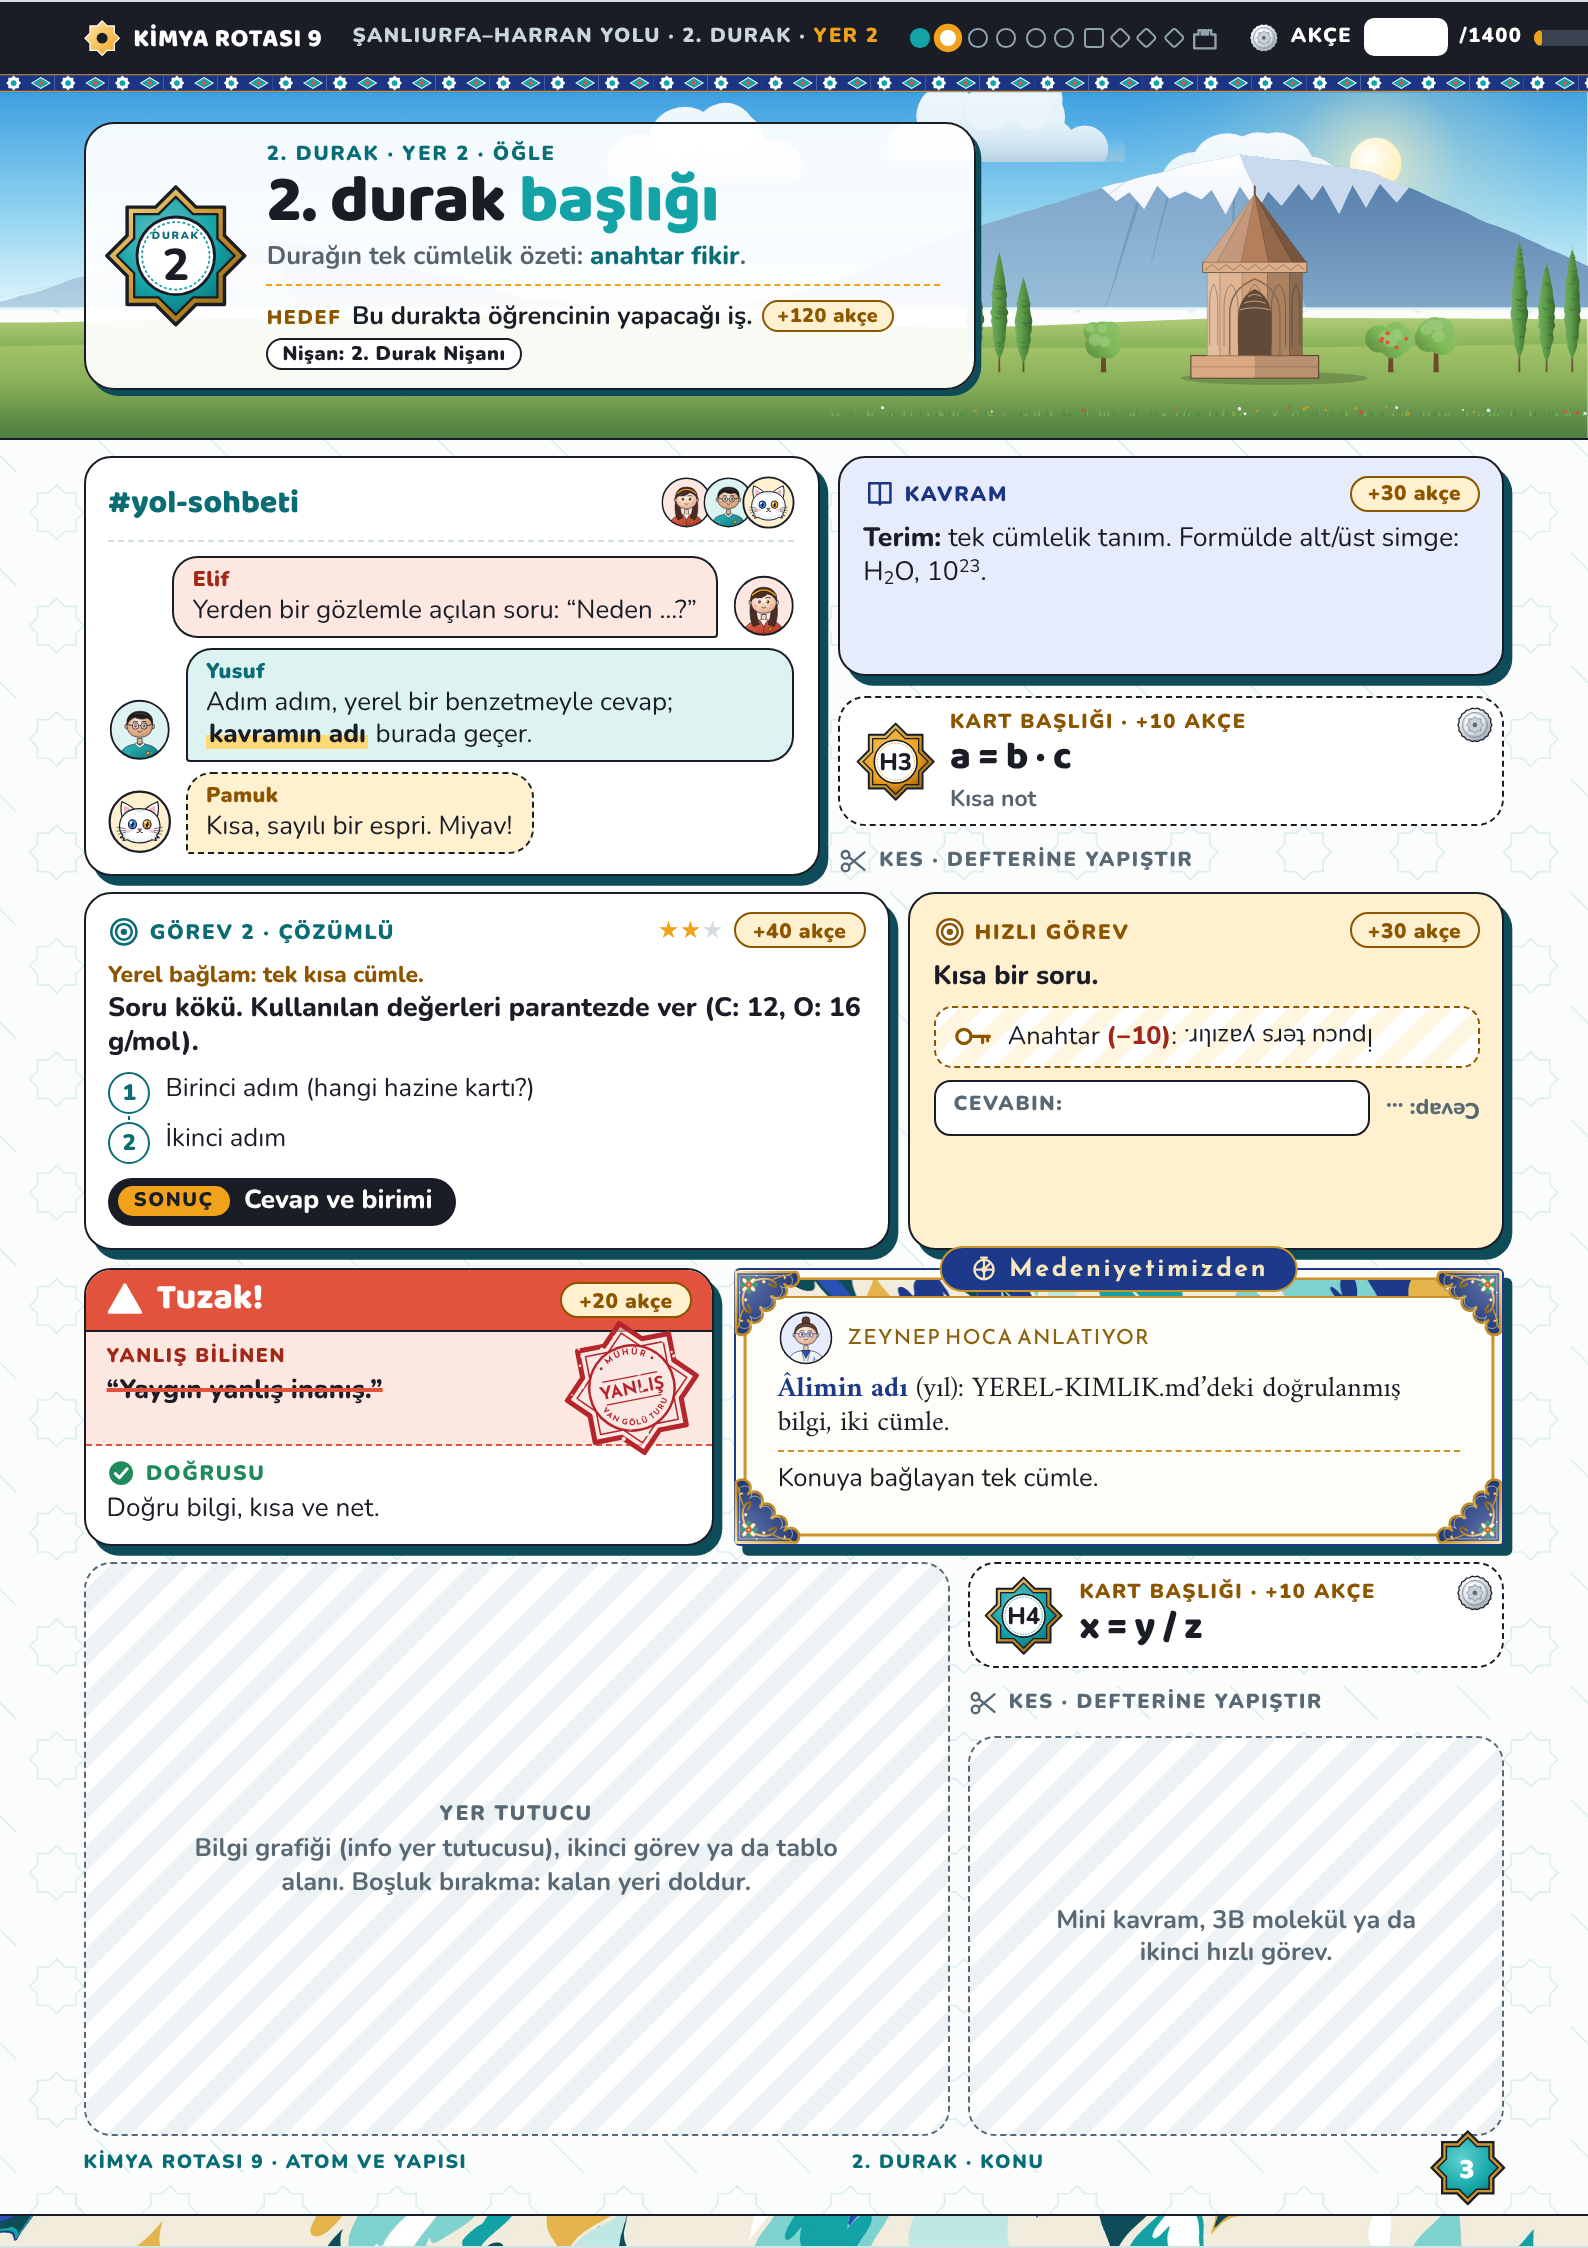 KİMYA ROTASI 9
ŞANLIURFA–HARRAN YOLU · 2. DURAK · YER 2
AKÇE /1400
2. DURAK · YER 2 · ÖĞLE
2. durak başlığı
DURAK
2
Durağın tek cümlelik özeti: anahtar fikir.
HEDEF Bu durakta öğrencinin yapacağı iş. +120 akçe
Nişan: 2. Durak Nişanı
#yol-sohbeti
Elif
Yerden bir gözlemle açılan soru: “Neden ...?”
Yusuf
Adım adım, yerel bir benzetmeyle cevap;
kavramın adı burada geçer.
Pamuk
Kısa, sayılı bir espri. Miyav!
KAVRAM +30 akçe
Terim: tek cümlelik tanım. Formülde alt/üst simge:
H₂O, 10²³.
H3
KART BAŞLIĞI · +10 AKÇE
a = b · c
Kısa not
KES · DEFTERİNE YAPIŞTIR
GÖREV 2 · ÇÖZÜMLÜ ★★★ +40 akçe
Yerel bağlam: tek kısa cümle.
Soru kökü. Kullanılan değerleri parantezde ver (C: 12, O: 16
g/mol).
1 Birinci adım (hangi hazine kartı?)
2 İkinci adım
SONUÇ Cevap ve birimi
HIZLI GÖREV +30 akçe
Kısa bir soru.
Anahtar (−10): İpucu ters yazılır.
CEVABIN:
Cevap: ...
Tuzak! +20 akçe
YANLIŞ BİLİNEN
“Yaygın yanlış inanış.”
MÜHÜR
YANLIŞ
VAN GÖLÜ TURU
DOĞRUSU
Doğru bilgi, kısa ve net.
Medeniyetimizden
ZEYNEP HOCA ANLATIYOR
Âlimin adı (yıl): YEREL-KIMLIK.md’deki doğrulanmış
bilgi, iki cümle.
Konuya bağlayan tek cümle.
YER TUTUCU
Bilgi grafiği (info yer tutucusu), ikinci görev ya da tablo
alanı. Boşluk bırakma: kalan yeri doldur.
H4
KART BAŞLIĞI · +10 AKÇE
x = y / z
KES · DEFTERİNE YAPIŞTIR
Mini kavram, 3B molekül ya da
ikinci hızlı görev.
KİMYA ROTASI 9 · ATOM VE YAPISI
2. DURAK · KONU
3